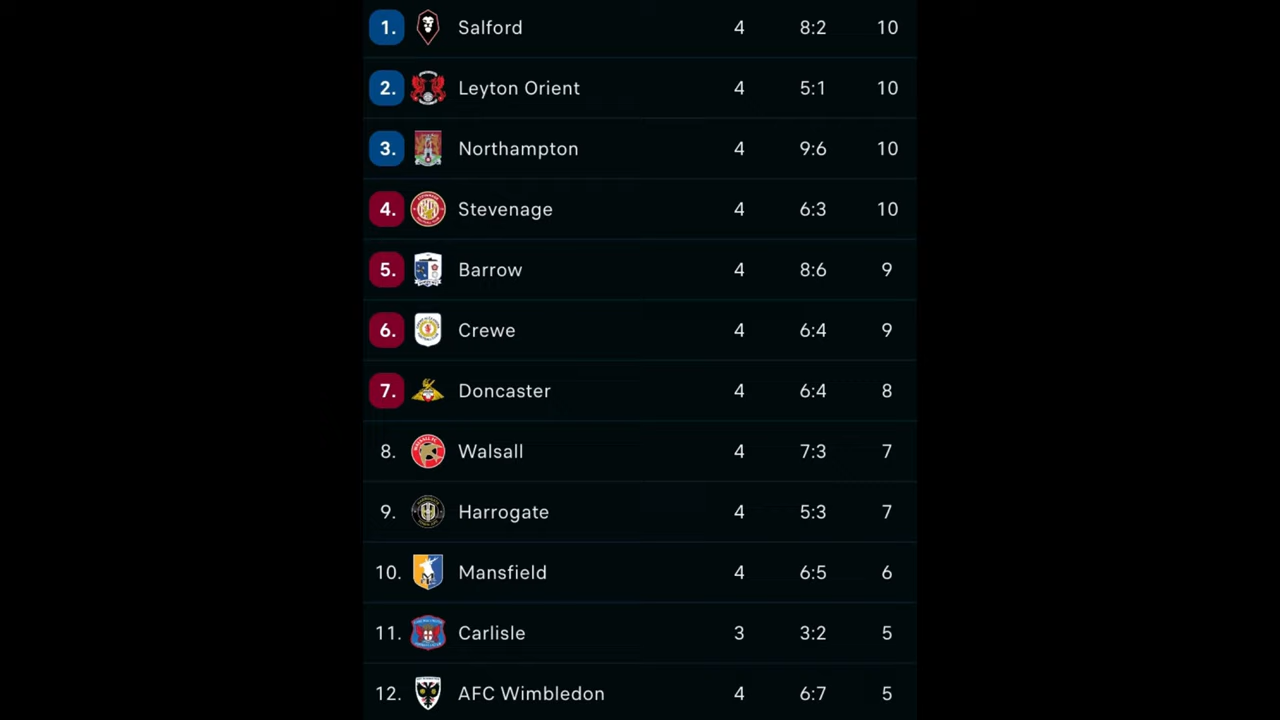 1. Salford 4 8:2 10
2. Leyton Orient 4 5:1 10
3. Northampton 4 9:6 10
4. Stevenage 4 6:3 10
5. Barrow 4 8:6 9
6. Crewe 4 6:4 9
7. Doncaster 4 6:4 8
8. Walsall 4 7:3 7
9. Harrogate 4 5:3 7
10. Mansfield 4 6:5 6
11. Carlisle 3 3:2 5
12. AFC Wimbledon 4 6:7 5